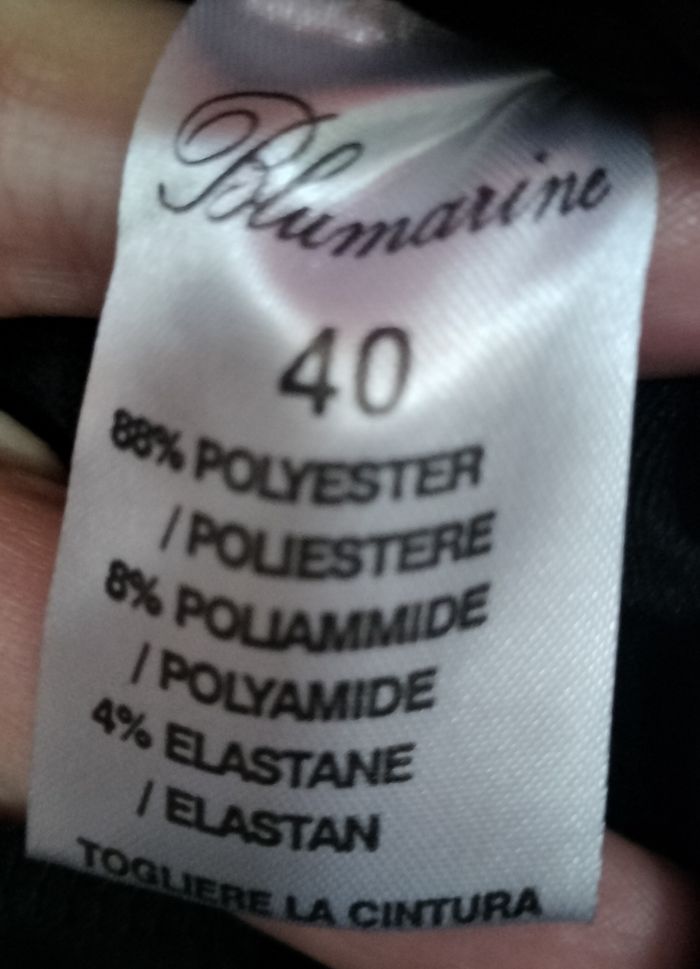 Blumarine
40
88% POLYESTER
/ POLIESTERE
8% POLIAMMIDE
/ POLYAMIDE
4% ELASTANE
/ ELASTAN
TOGLIERE LA CINTURA